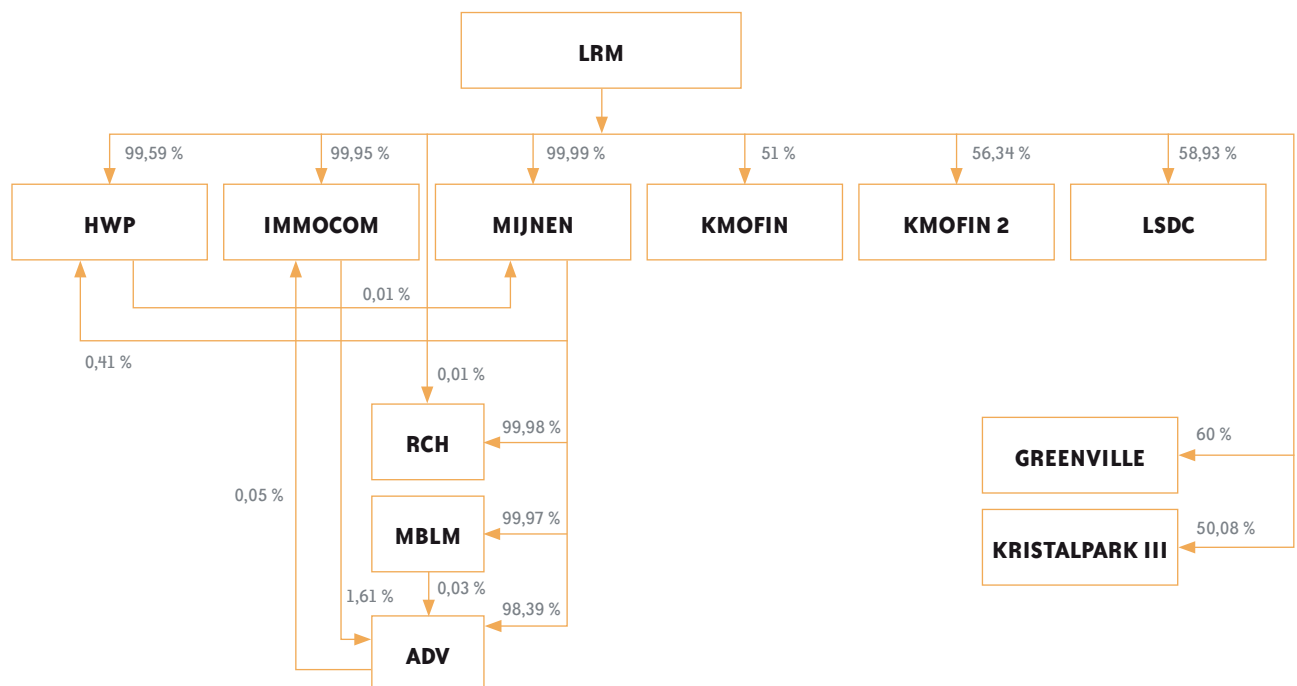 LRM
99,59 %
99,95 %
99,99 %
51 %
56,34 %
58,93 %
HWP
IMMOCOM
MIJNEN
KMOFIN
KMOFIN 2
LSDC
0,01 %
0,41 %
0,01 %
RCH
99,98 %
GREENVILLE
60 %
0,05 %
MBLM
99,97 %
KRISTALPARK III
50,08 %
1,61 %
0,03 %
98,39 %
ADV